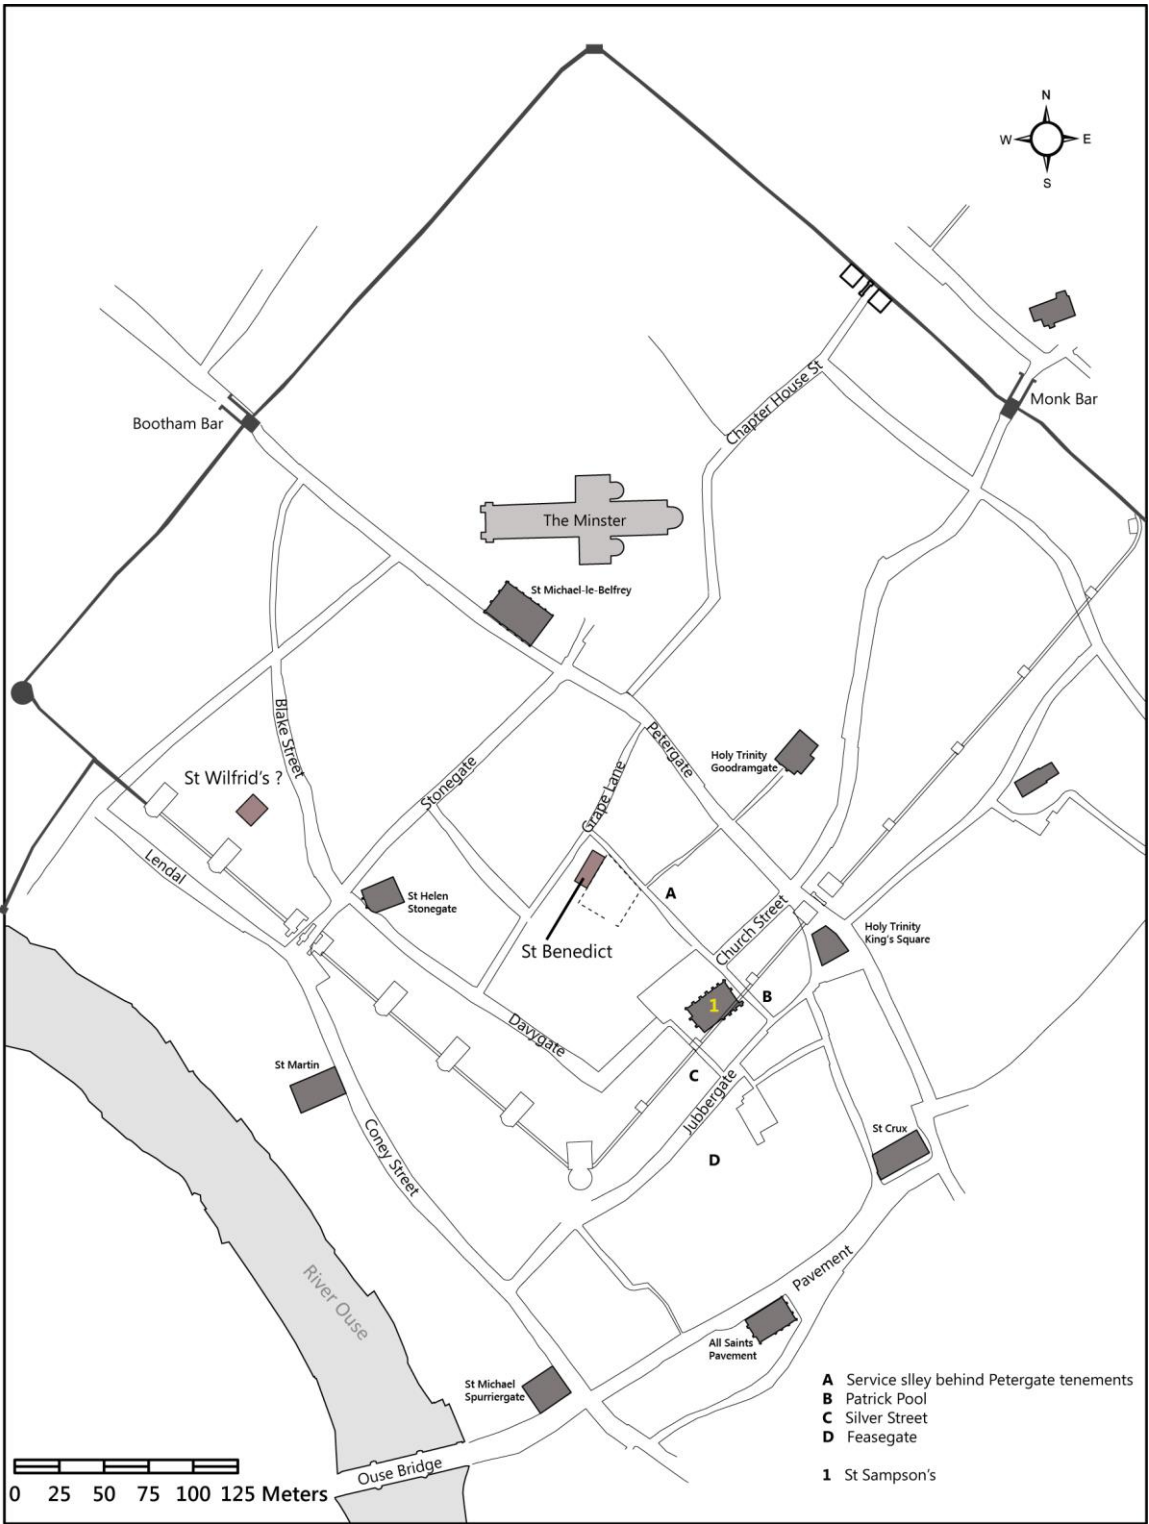 N
W E
S
Bootham Bar
Monk Bar
Chapter House St
The Minster
St Michael-le-Belfrey
Blake Street
Petergate
Holy Trinity
Goodramgate
St Wilfrid's ?
Stonegate
Grape Lane
Lendal
St Helen
Stonegate
A
Church Street
Holy Trinity
King's Square
St Benedict
B
1
Davygate
St Martin
C
Jubbergate
Coney Street
St Crux
D
River Ouse
Pavement
All Saints
Pavement
St Michael
Spurriergate
Ouse Bridge
A Service slley behind Petergate tenements
B Patrick Pool
C Silver Street
D Feasegate
1 St Sampson's
0 25 50 75 100 125 Meters